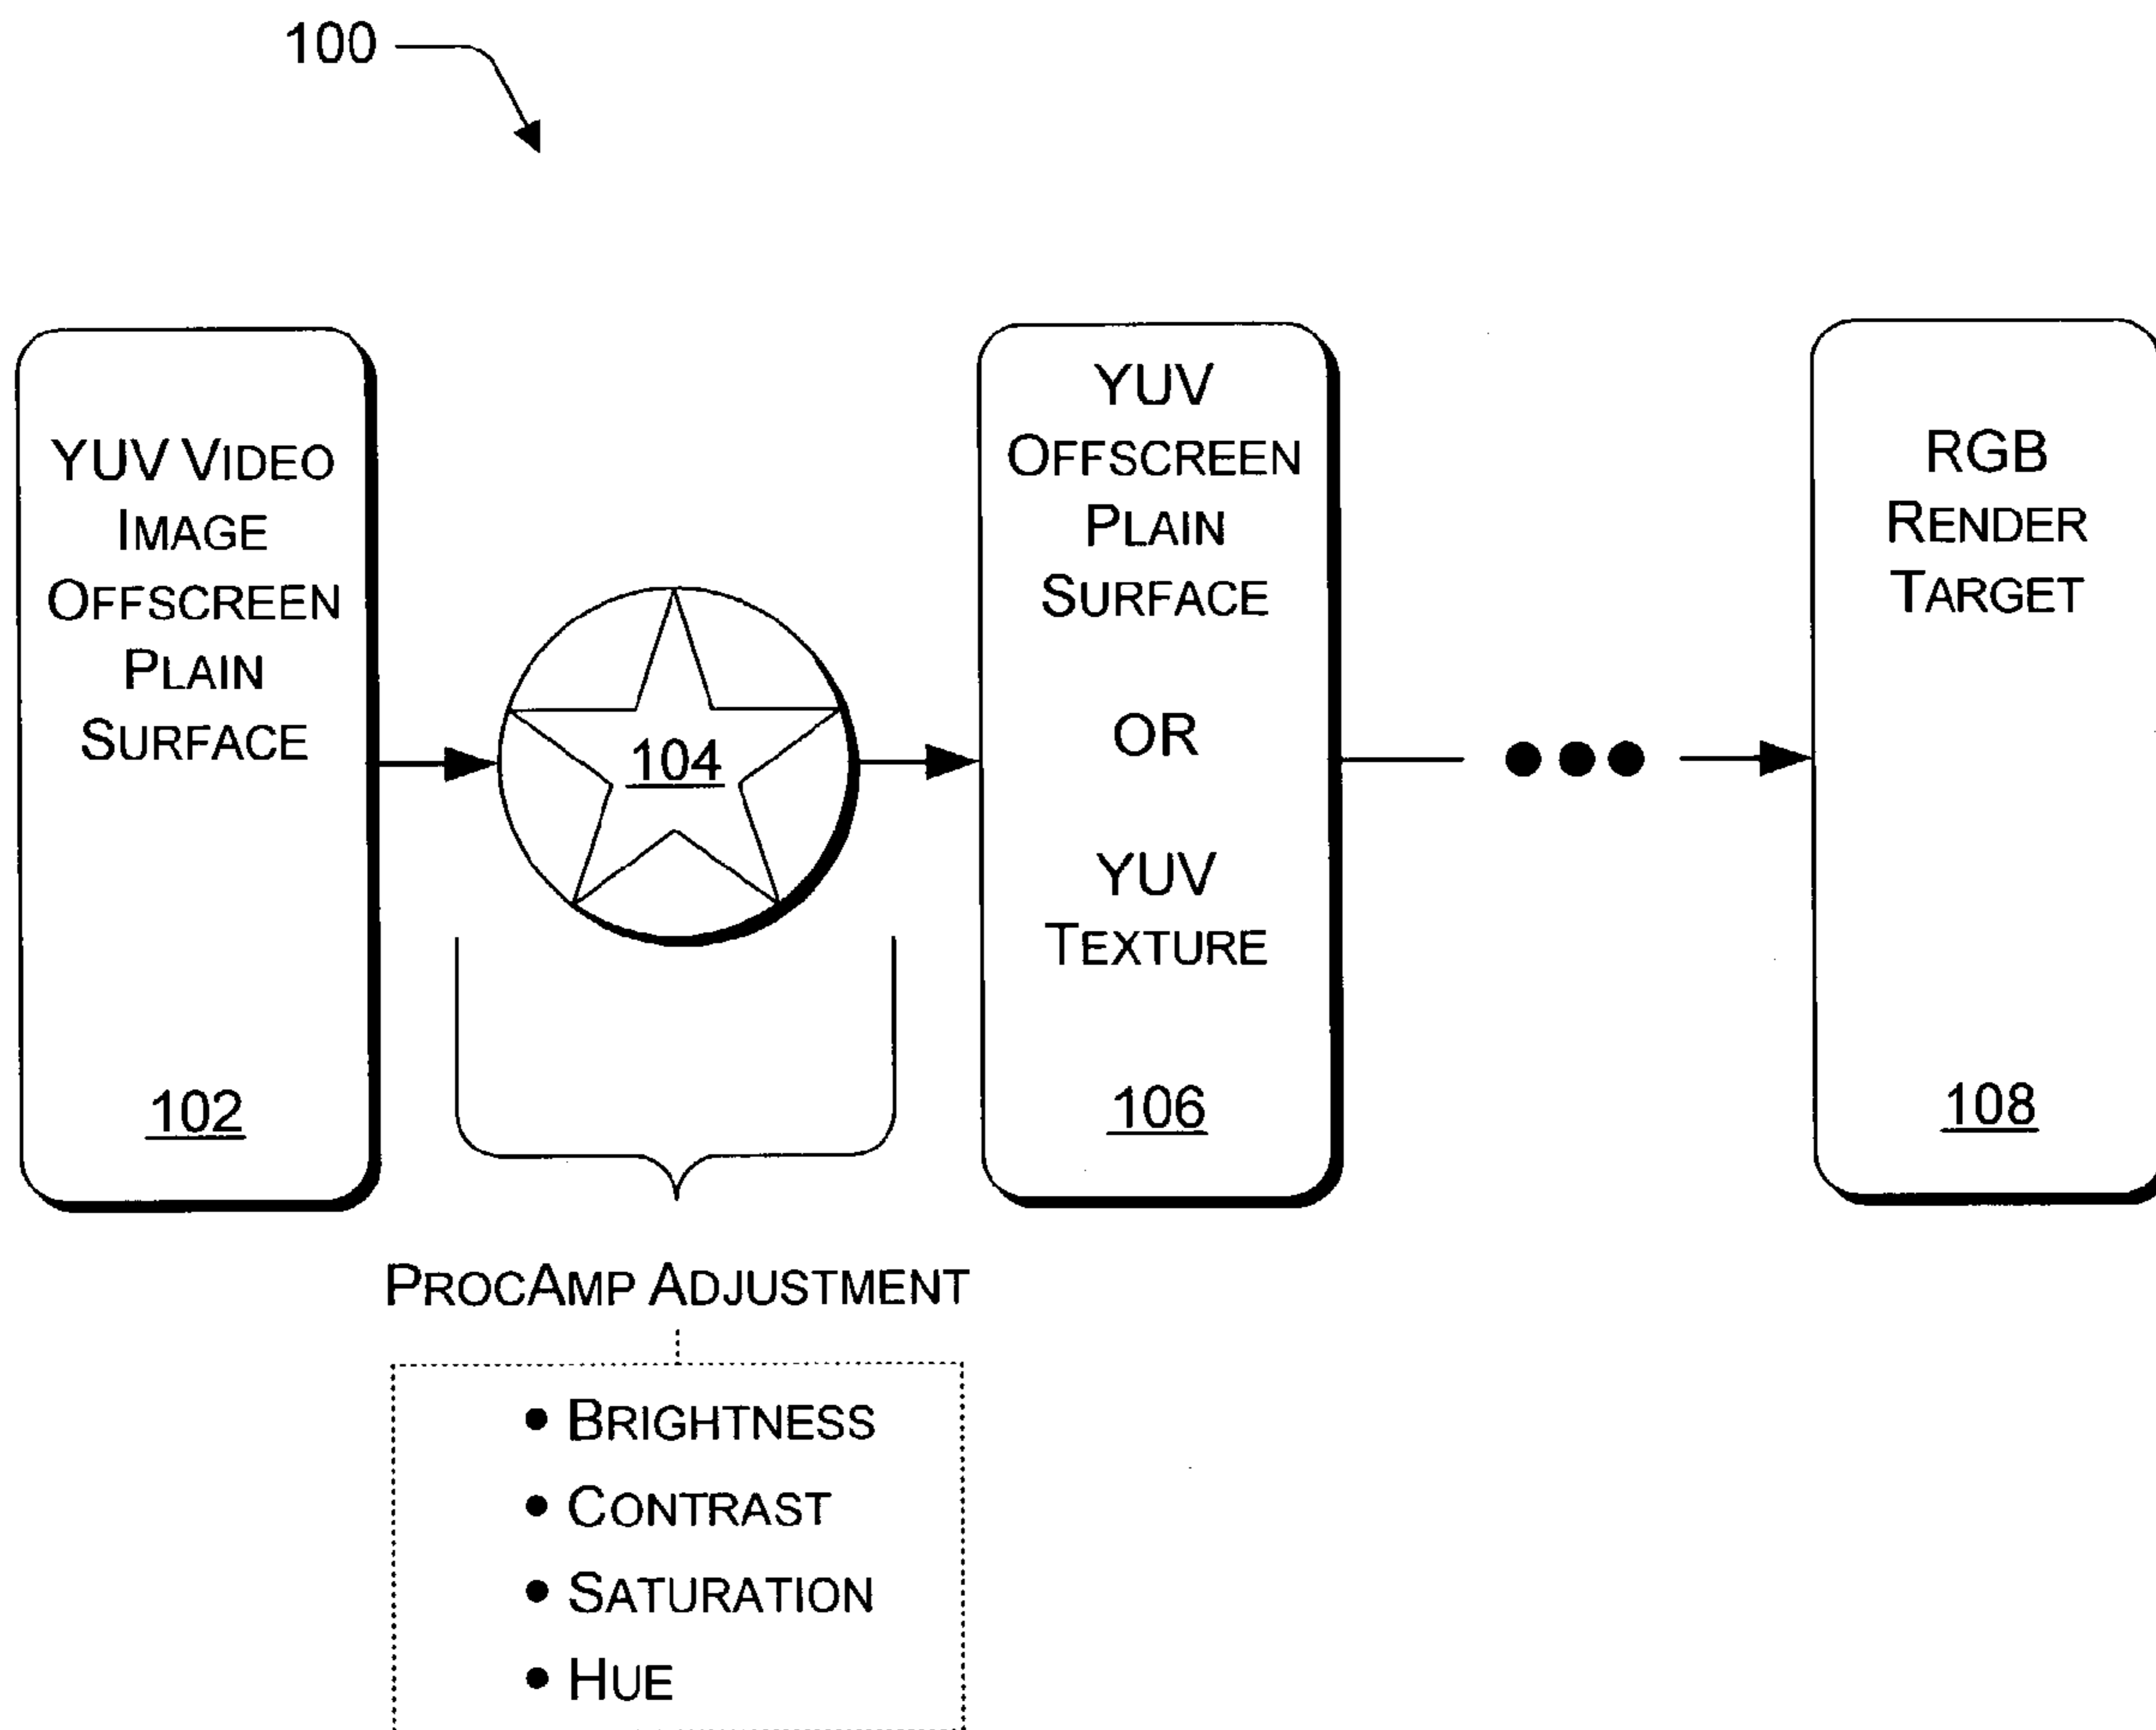 100
YUV VIDEO
IMAGE
OFFSCREEN
PLAIN
SURFACE
102
104
YUV
OFFSCREEN
PLAIN
SURFACE
OR
YUV
TEXTURE
106
RGB
RENDER
TARGET
108
PROCAMP ADJUSTMENT
• BRIGHTNESS
• CONTRAST
• SATURATION
• HUE